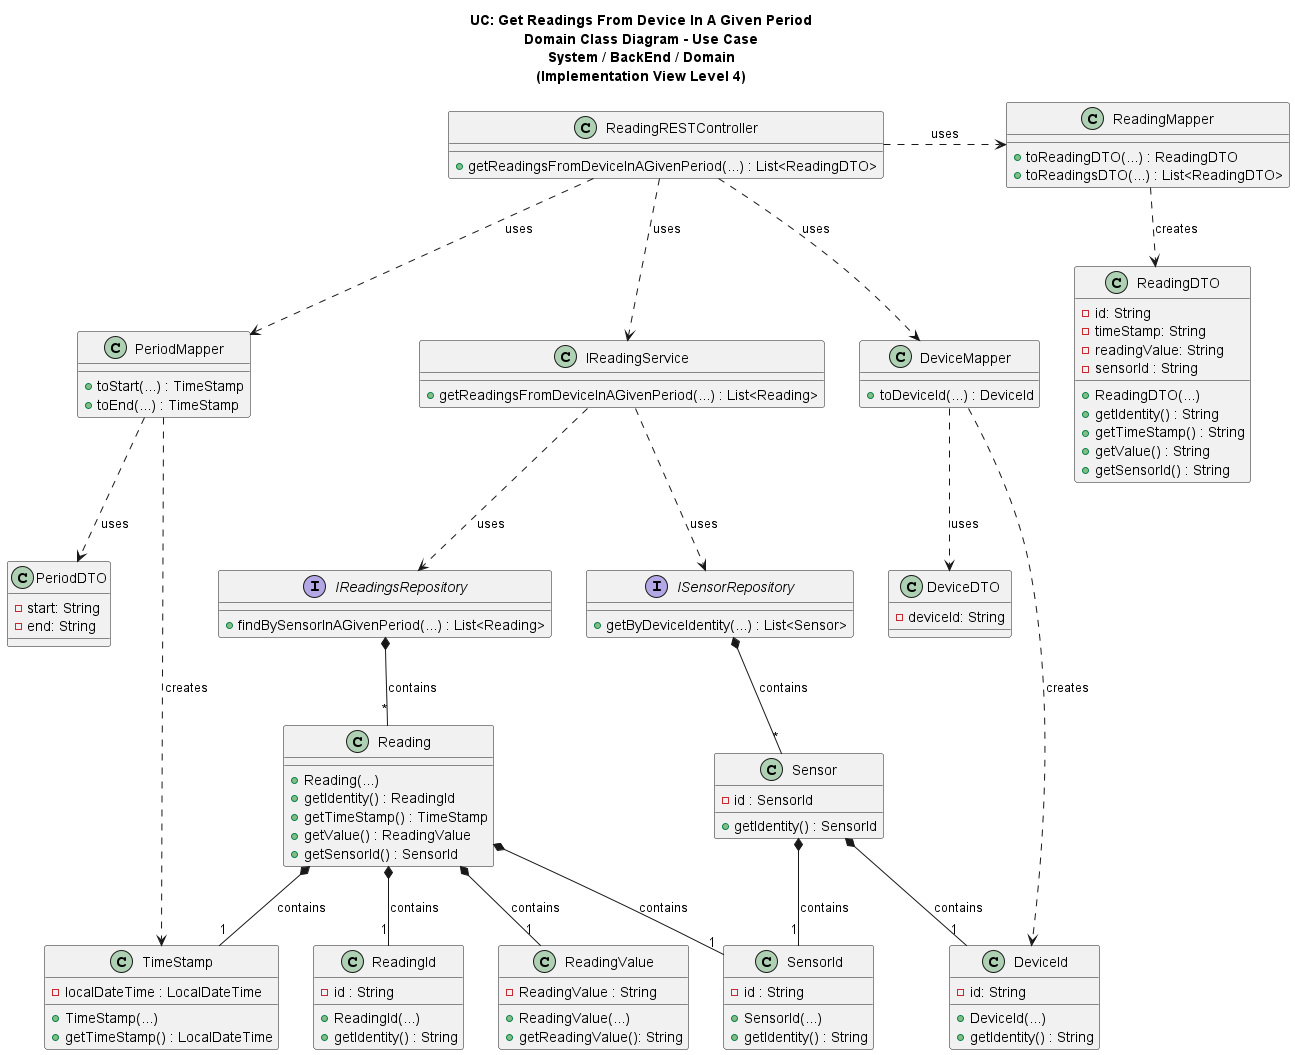 UC: Get Readings From Device In A Given Period
Domain Class Diagram - Use Case
System / BackEnd / Domain
(Implementation View Level 4)
C ReadingRESTController
getReadingsFromDeviceInAGivenPeriod(...) : List<ReadingDTO>
uses
C ReadingMapper
toReadingDTO(...) : ReadingDTO
toReadingsDTO(...) : List<ReadingDTO>
uses
uses
uses
creates
C ReadingDTO
id: String
timeStamp: String
readingValue: String
sensorId : String
ReadingDTO(...)
getIdentity() : String
getTimeStamp() : String
getValue() : String
getSensorId() : String
C PeriodMapper
toStart(...) : TimeStamp
toEnd(...) : TimeStamp
C IReadingService
getReadingsFromDeviceInAGivenPeriod(...) : List<Reading>
C DeviceMapper
toDeviceId(...) : DeviceId
uses
uses
uses
uses
C PeriodDTO
start: String
end: String
I IReadingsRepository
findBySensorInAGivenPeriod(...) : List<Reading>
I ISensorRepository
getByDeviceIdentity(...) : List<Sensor>
C DeviceDTO
deviceId: String
creates
contains
*
contains
*
creates
C Reading
Reading(...)
getIdentity() : ReadingId
getTimeStamp() : TimeStamp
getValue() : ReadingValue
getSensorId() : SensorId
C Sensor
id : SensorId
getIdentity() : SensorId
contains
1
contains
1
contains
1
contains
1
contains
1
contains
1
C TimeStamp
localDateTime : LocalDateTime
TimeStamp(...)
getTimeStamp() : LocalDateTime
C ReadingId
id : String
ReadingId(...)
getIdentity() : String
C ReadingValue
ReadingValue : String
ReadingValue(...)
getReadingValue(): String
C SensorId
id : String
SensorId(...)
getIdentity() : String
C DeviceId
id: String
DeviceId(...)
getIdentity() : String